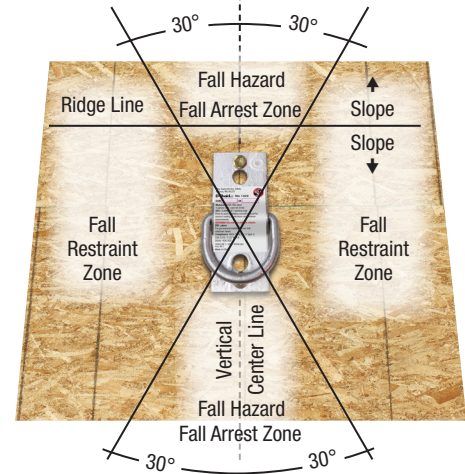 30° 30°
Fall Hazard
Fall Arrest Zone
Ridge Line
Slope
Slope
Fall
Restraint
Zone
Fall
Restraint
Zone
Vertical
Center Line
Fall Hazard
Fall Arrest Zone
30° 30°